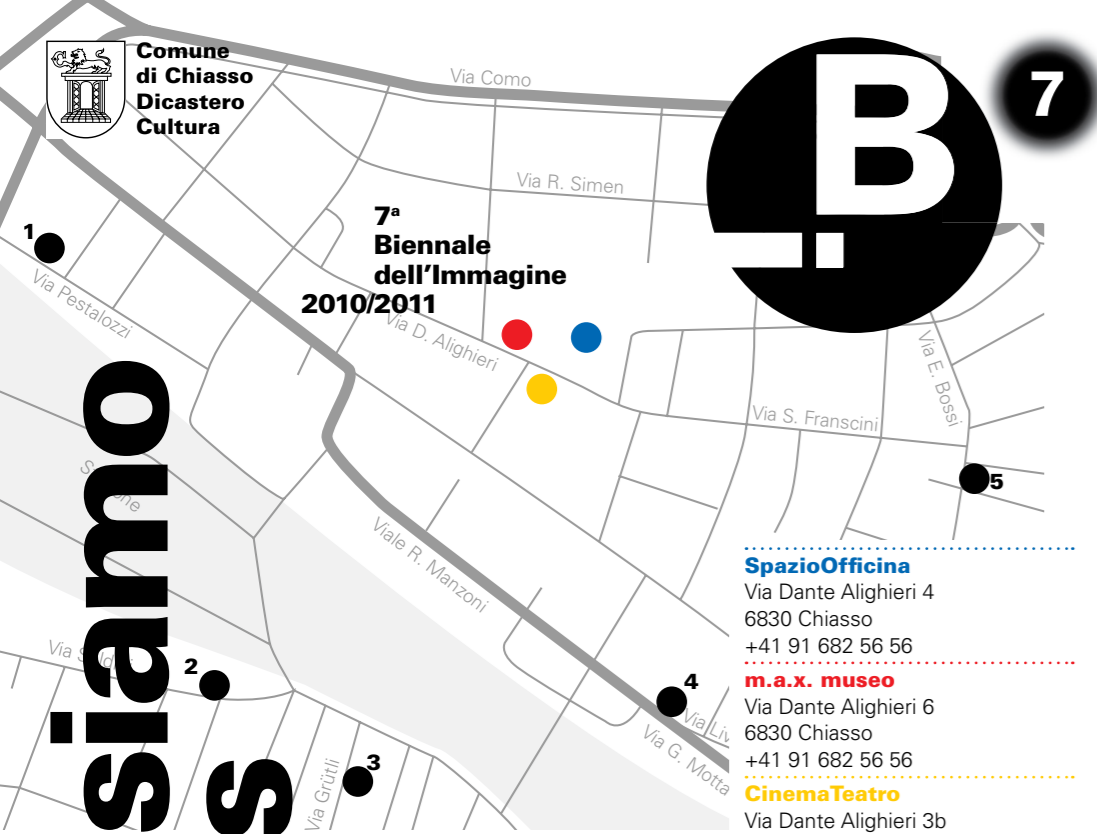 Comune
di Chiasso
Dicastero
Cultura
B
i
7
Via Como
Via R. Simen
7ª
Biennale
dell'Immagine
2010/2011
1
Via Pestalozzi
Via D. Alighieri
Via E. Bossi
Via S. Franscini
5
siamo
s
Viale R. Manzoni
2
3
4
Via Grütli
Via G. Motta
SpazioOfficina
Via Dante Alighieri 4
6830 Chiasso
+41 91 682 56 56
m.a.x. museo
Via Dante Alighieri 6
6830 Chiasso
+41 91 682 56 56
CinemaTeatro
Via Dante Alighieri 3b